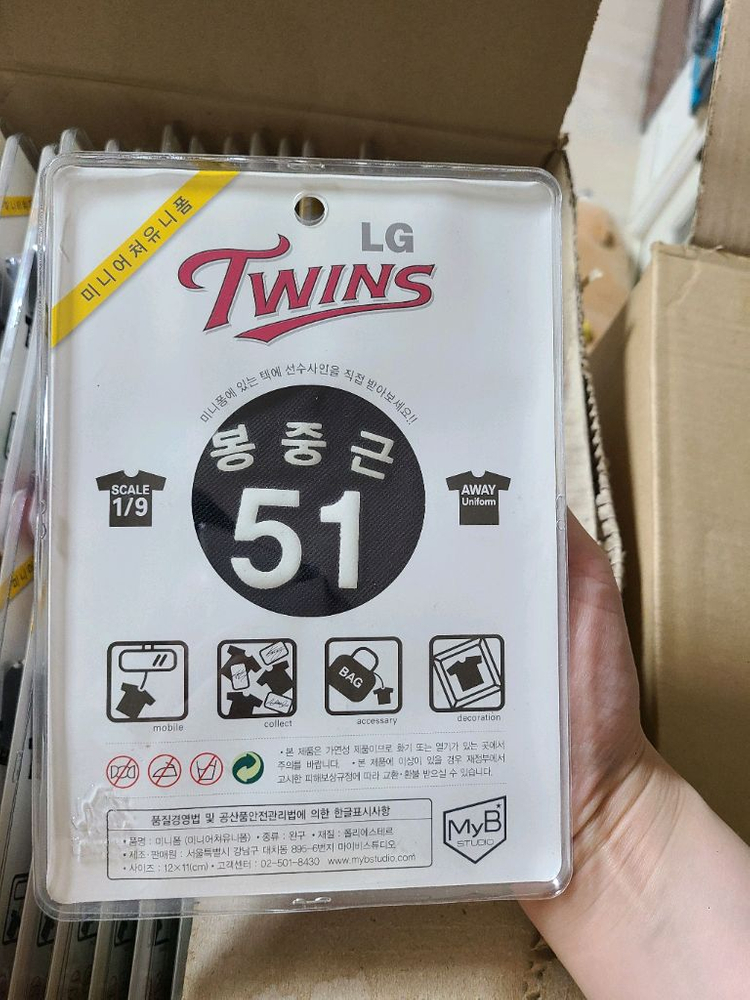 미니어쳐유니폼
LG
TWINS
미니폼에 있는 택에 선수사인을 직접 받아보세요!!
봉중근
51
SCALE
1/9
AWAY
Uniform
BAG
mobile
collect
accessary
decoration
• 본 제품은 가연성 제품이므로 화기 또는 열기가 있는 곳에서
주의를 바랍니다. • 본 제품에 이상이 있을 경우 재정부에서
고시한 피해보상규정에 따라 교환·환불 받으실 수 있습니다.
품질경영법 및 공산품안전관리법에 의한 한글표시사항
• 품명 : 미니폼 (미니어쳐유니폼) • 종류 : 완구 • 재질 : 폴리에스테르
• 제조·판매원 : 서울특별시 강남구 대치동 895-6번지 마이비스튜디오
• 사이즈 : 12×11(cm) • 고객센터 : 02-501-8430 www.mybstudio.com
MyB
STUDIO